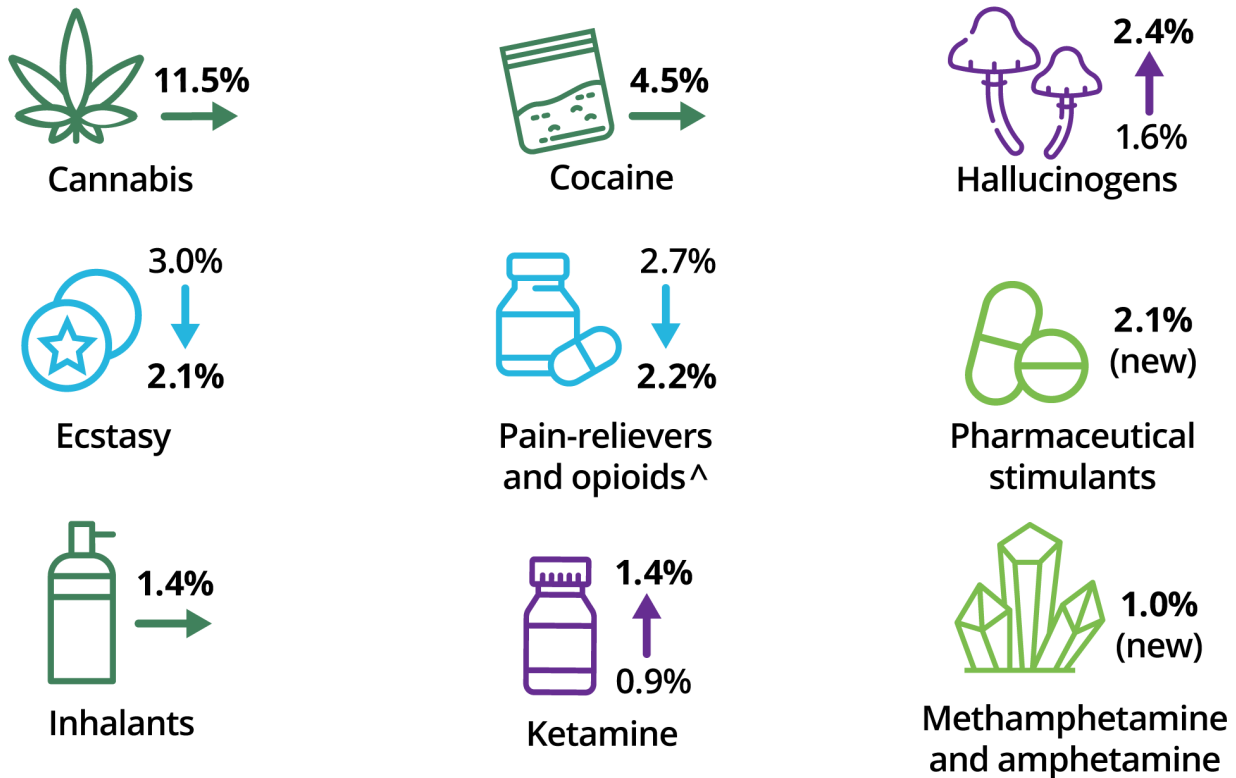 11.5%
Cannabis
4.5%
Cocaine
2.4%
1.6%
Hallucinogens
3.0%
2.1%
Ecstasy
2.7%
2.2%
Pain-relievers
and opioids^
2.1%
(new)
Pharmaceutical
stimulants
1.4%
Inhalants
1.4%
0.9%
Ketamine
1.0%
(new)
Methamphetamine
and amphetamine